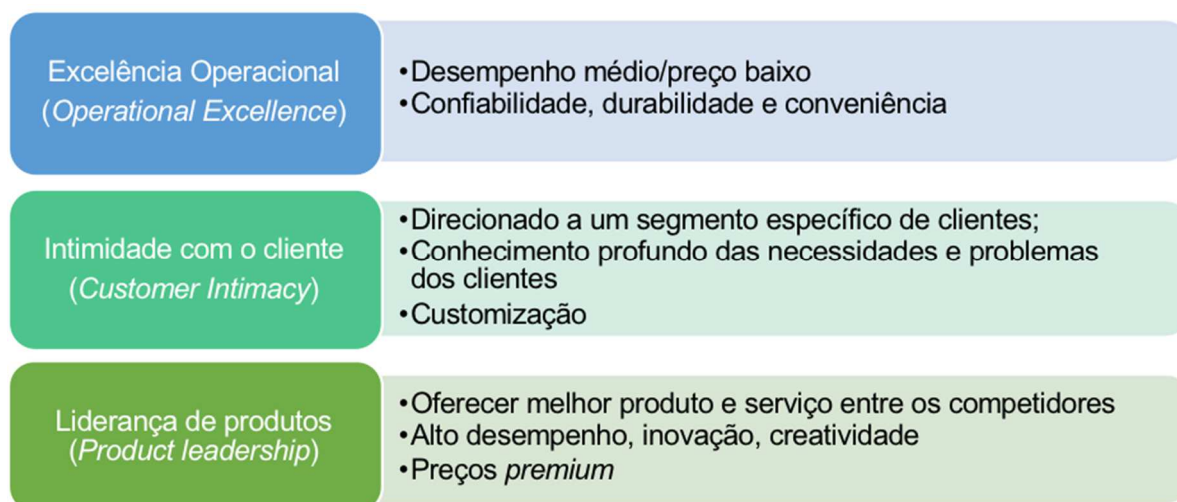 Excelência Operacional
(Operational Excellence)
•Desempenho médio/preço baixo
•Confiabilidade, durabilidade e conveniência
Intimidade com o cliente
(Customer Intimacy)
•Direcionado a um segmento específico de clientes;
•Conhecimento profundo das necessidades e problemas
dos clientes
•Customização
Liderança de produtos
(Product leadership)
•Oferecer melhor produto e serviço entre os competidores
•Alto desempenho, inovação, creatividade
•Preços premium